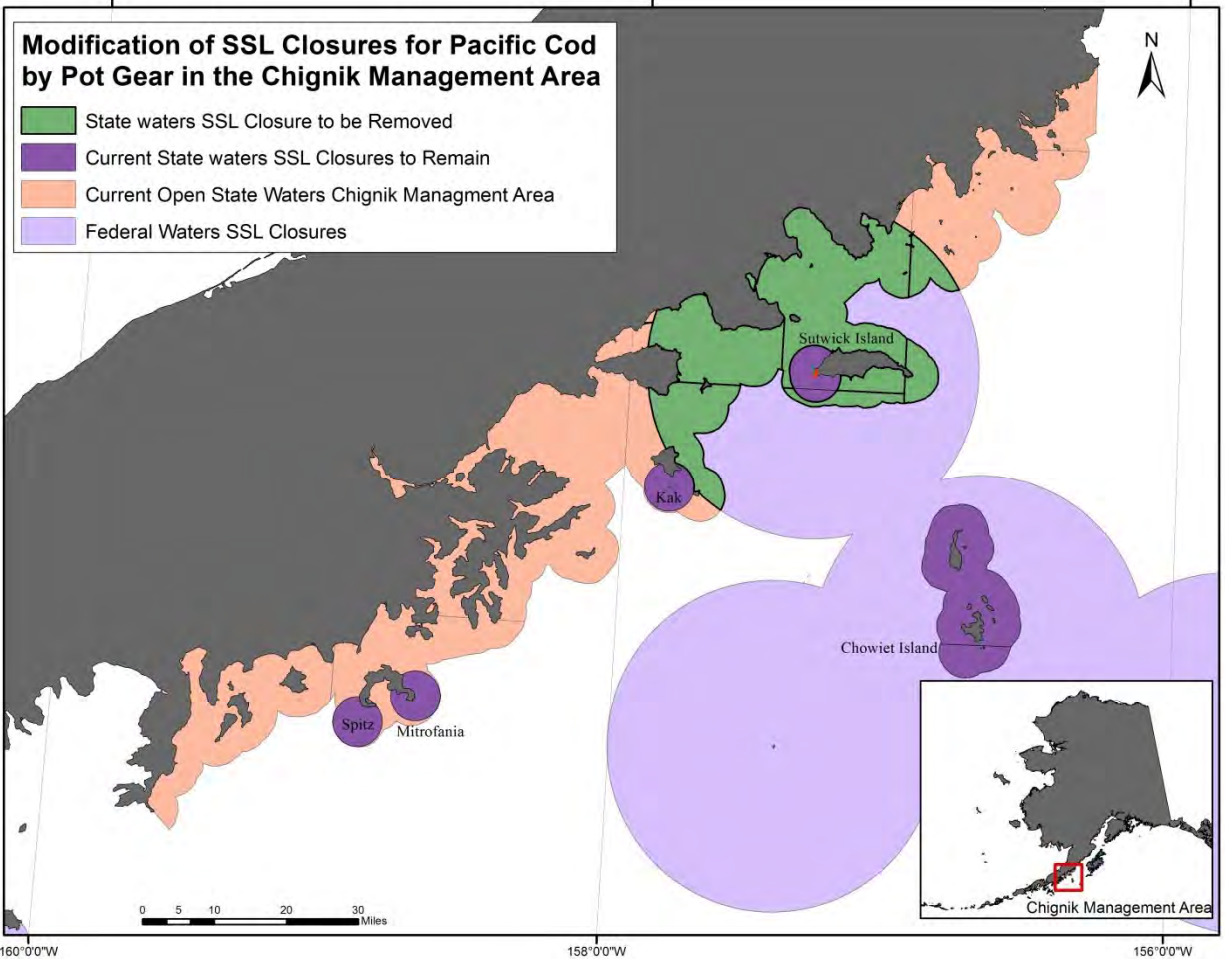 Modification of SSL Closures for Pacific Cod
by Pot Gear in the Chignik Management Area
State waters SSL Closure to be Removed
Current State waters SSL Closures to Remain
Current Open State Waters Chignik Managment Area
Federal Waters SSL Closures
N
Sutwick Island
Kak
Chowiet Island
Spitz
Mitrofania
0 5 10 20 30
Miles
Chignik Management Area
160°0'0"W 158°0'0"W 156°0'0"W